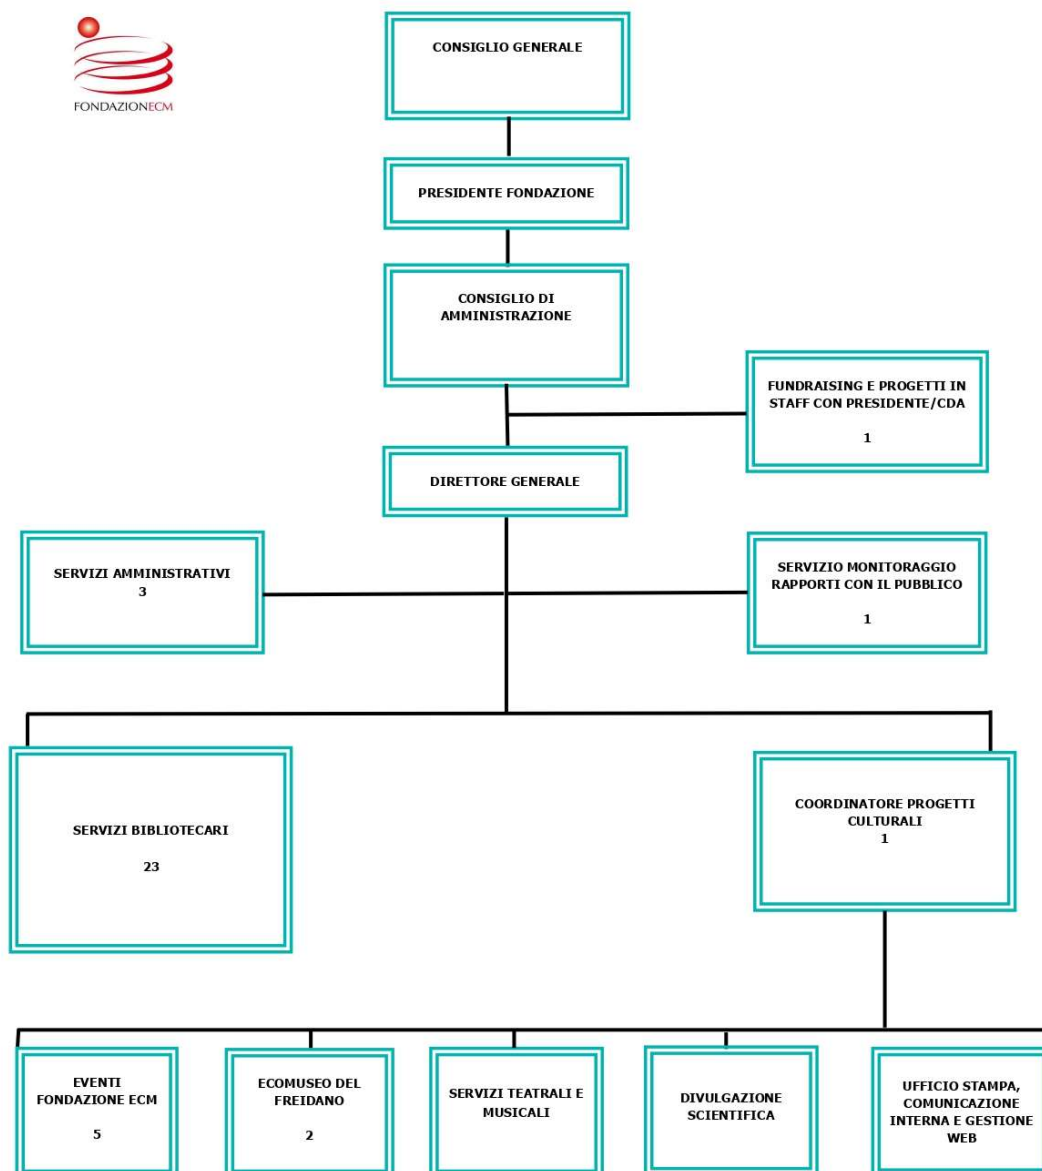 CONSIGLIO GENERALE
FONDAZIONECM
PRESIDENTE FONDAZIONE
CONSIGLIO DI
AMMINISTRAZIONE
FUNDRAISING E PROGETTI IN
STAFF CON PRESIDENTE/CDA
1
DIRETTORE GENERALE
SERVIZI AMMINISTRATIVI
3
SERVIZIO MONITORAGGIO
RAPPORTI CON IL PUBBLICO
1
SERVIZI BIBLIOTECARI
23
COORDINATORE PROGETTI
CULTURALI
1
EVENTI
FONDAZIONE ECM
5
ECOMUSEO DEL
FREIDANO
2
SERVIZI TEATRALI E
MUSICALI
DIVULGAZIONE
SCIENTIFICA
UFFICIO STAMPA,
COMUNICAZIONE
INTERNA E GESTIONE
WEB